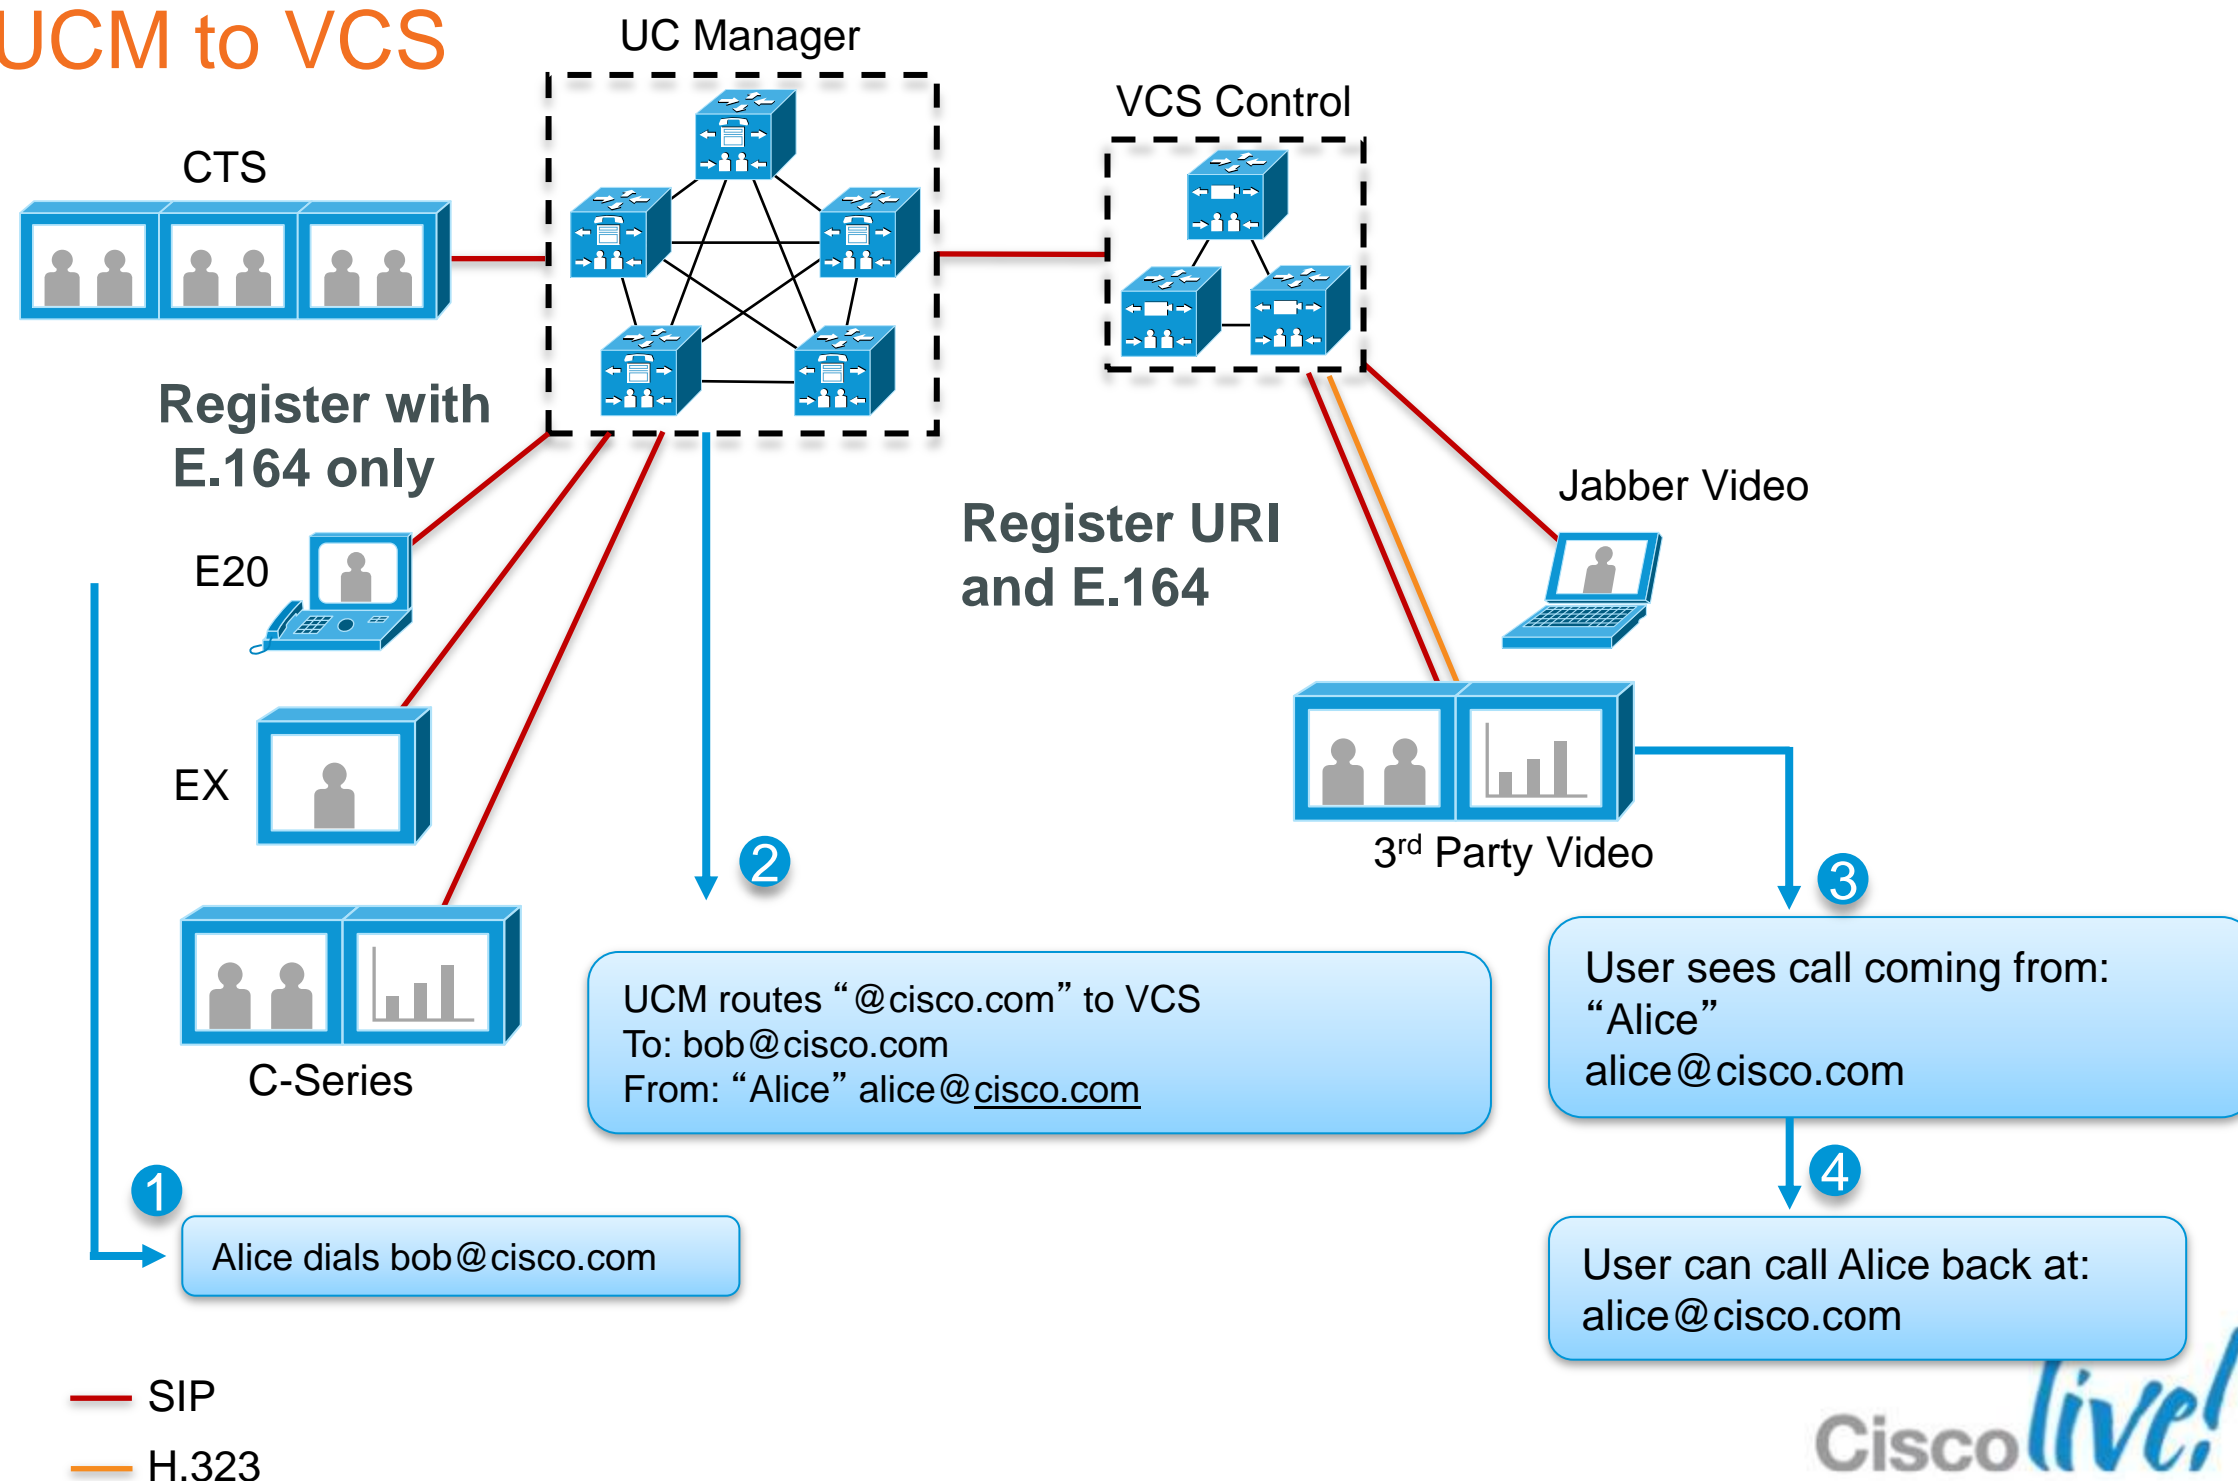 UCM to VCS
UC Manager
VCS Control
CTS
Register with
E.164 only
Jabber Video
Register URI
and E.164
E20
EX
3rd Party Video
2
3
C-Series
UCM routes “@cisco.com” to VCS
To: bob@cisco.com
From: “Alice” alice@cisco.com
User sees call coming from:
“Alice”
alice@cisco.com
1
4
Alice dials bob@cisco.com
User can call Alice back at:
alice@cisco.com
SIP
H.323
Cisco live!